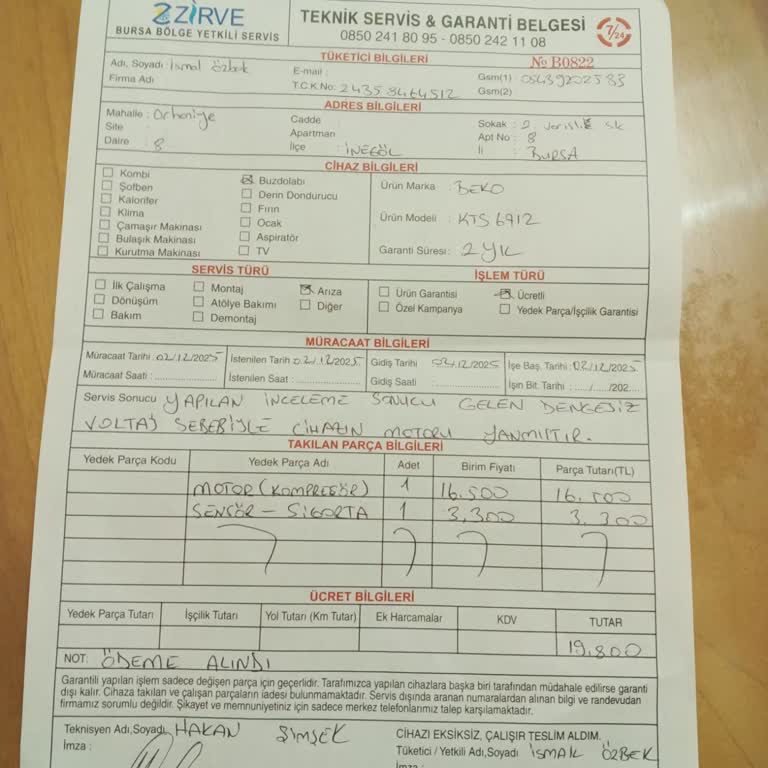 ZİRVE
BURSA BÖLGE YETKİLİ SERVİS
TEKNİK SERVİS & GARANTİ BELGESİ
0850 241 80 95 - 0850 242 11 08
7/24
TÜKETİCİ BİLGİLERİ
№ B0822
Adı, Soyadı : İsmail Özbek E-mail : Gsm(1)
Firma Adı T.C.K.No: 24358464512 Gsm(2)
ADRES BİLGİLERİ
Mahalle : Orhaniye Cadde Sokak : 2.
Site Apartman Apt No : 8
Daire : 8 İlçe : İNEGÖL İl : BURSA
CİHAZ BİLGİLERİ
Kombi Buzdolabı Ürün Marka : BEKO
Şofben Derin Dondurucu
Kalorifer Fırın Ürün Modeli : KTS 6912
Klima Ocak
Çamaşır Makinası Aspiratör Garanti Süresi : 2 YIL
Bulaşık Makinası TV
Kurutma Makinası
SERVİS TÜRÜ İŞLEM TÜRÜ
İlk Çalışma Montaj Arıza Ürün Garantisi Ücretli
Dönüşüm Atölye Bakımı Diğer Özel Kampanya Yedek Parça/İşçilik Garantisi
Bakım Demontaj
MÜRACAAT BİLGİLERİ
Müracaat Tarihi : 02/12/2025 İstenilen Tarih : 02/12/2025 Gidiş Tarihi 02/12/2025 İşe Baş. Tarihi : 02/12/2025
Müracaat Saati : .................... İstenilen Saat : .................... Gidiş Saati .................... İşin Bit. Tarihi : ...../...../202....
Servis Sonucu YAPILAN İNCELEME SONUCU GELEN DENGESİZ
VOLTAJ SEBEBİYLE CİHAZIN MOTORU YANMIŞTIR.
TAKILAN PARÇA BİLGİLERİ
Yedek Parça Kodu Yedek Parça Adı Adet Birim Fiyatı Parça Tutarı(TL)
MOTOR (KOMPRESÖR) 1 16.500 16.500
SENSÖR - SİGORTA 1 3.300 3.300
ÜCRET BİLGİLERİ
Yedek Parça Tutarı İşçilik Tutarı Yol Tutarı (Km Tutar) Ek Harcamalar KDV TUTAR
19.800
NOT: ÖDEME ALINDI
Garantili yapılan işlem sadece değişen parça için geçerlidir. Tarafımızca yapılan cihazlara başka biri tarafından müdahale edilirse garanti
dışı kalır. Cihaza takılan ve çalışan parçaların iadesi bulunmamaktadır. Servis dışında aranan numaralardan alınan bilgi ve randevudan
firmamız sorumlu değildir. Şikayet ve memnuniyetiniz için sadece merkez telefonlarımız talep karşılamaktadır.
Teknisyen Adı,Soyadı HAKAN ŞİMŞEK CİHAZI EKSİKSİZ, ÇALIŞIR TESLİM ALDIM.
İmza : Tüketici / Yetkili Adı,Soyadı İSMAİL ÖZBEK
İmza :